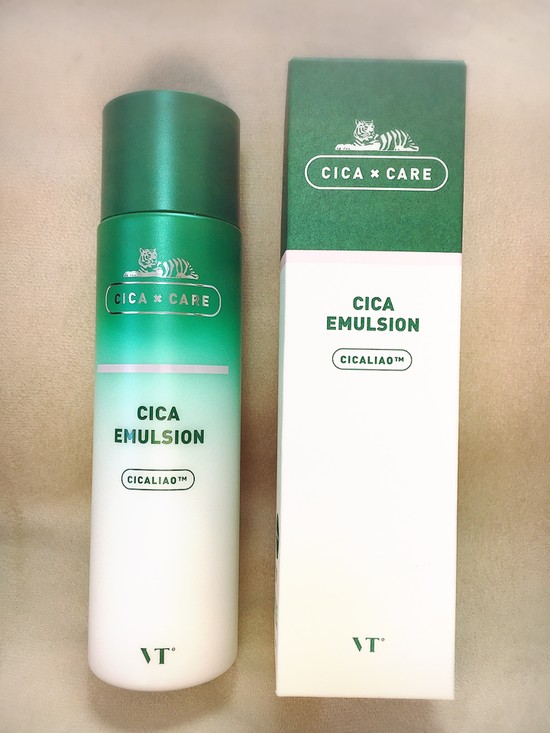 CICA × CARE
CICA
EMULSION
CICALIAO™
VT°
CICA × CARE
CICA
EMULSION
CICALIAO™
VT°